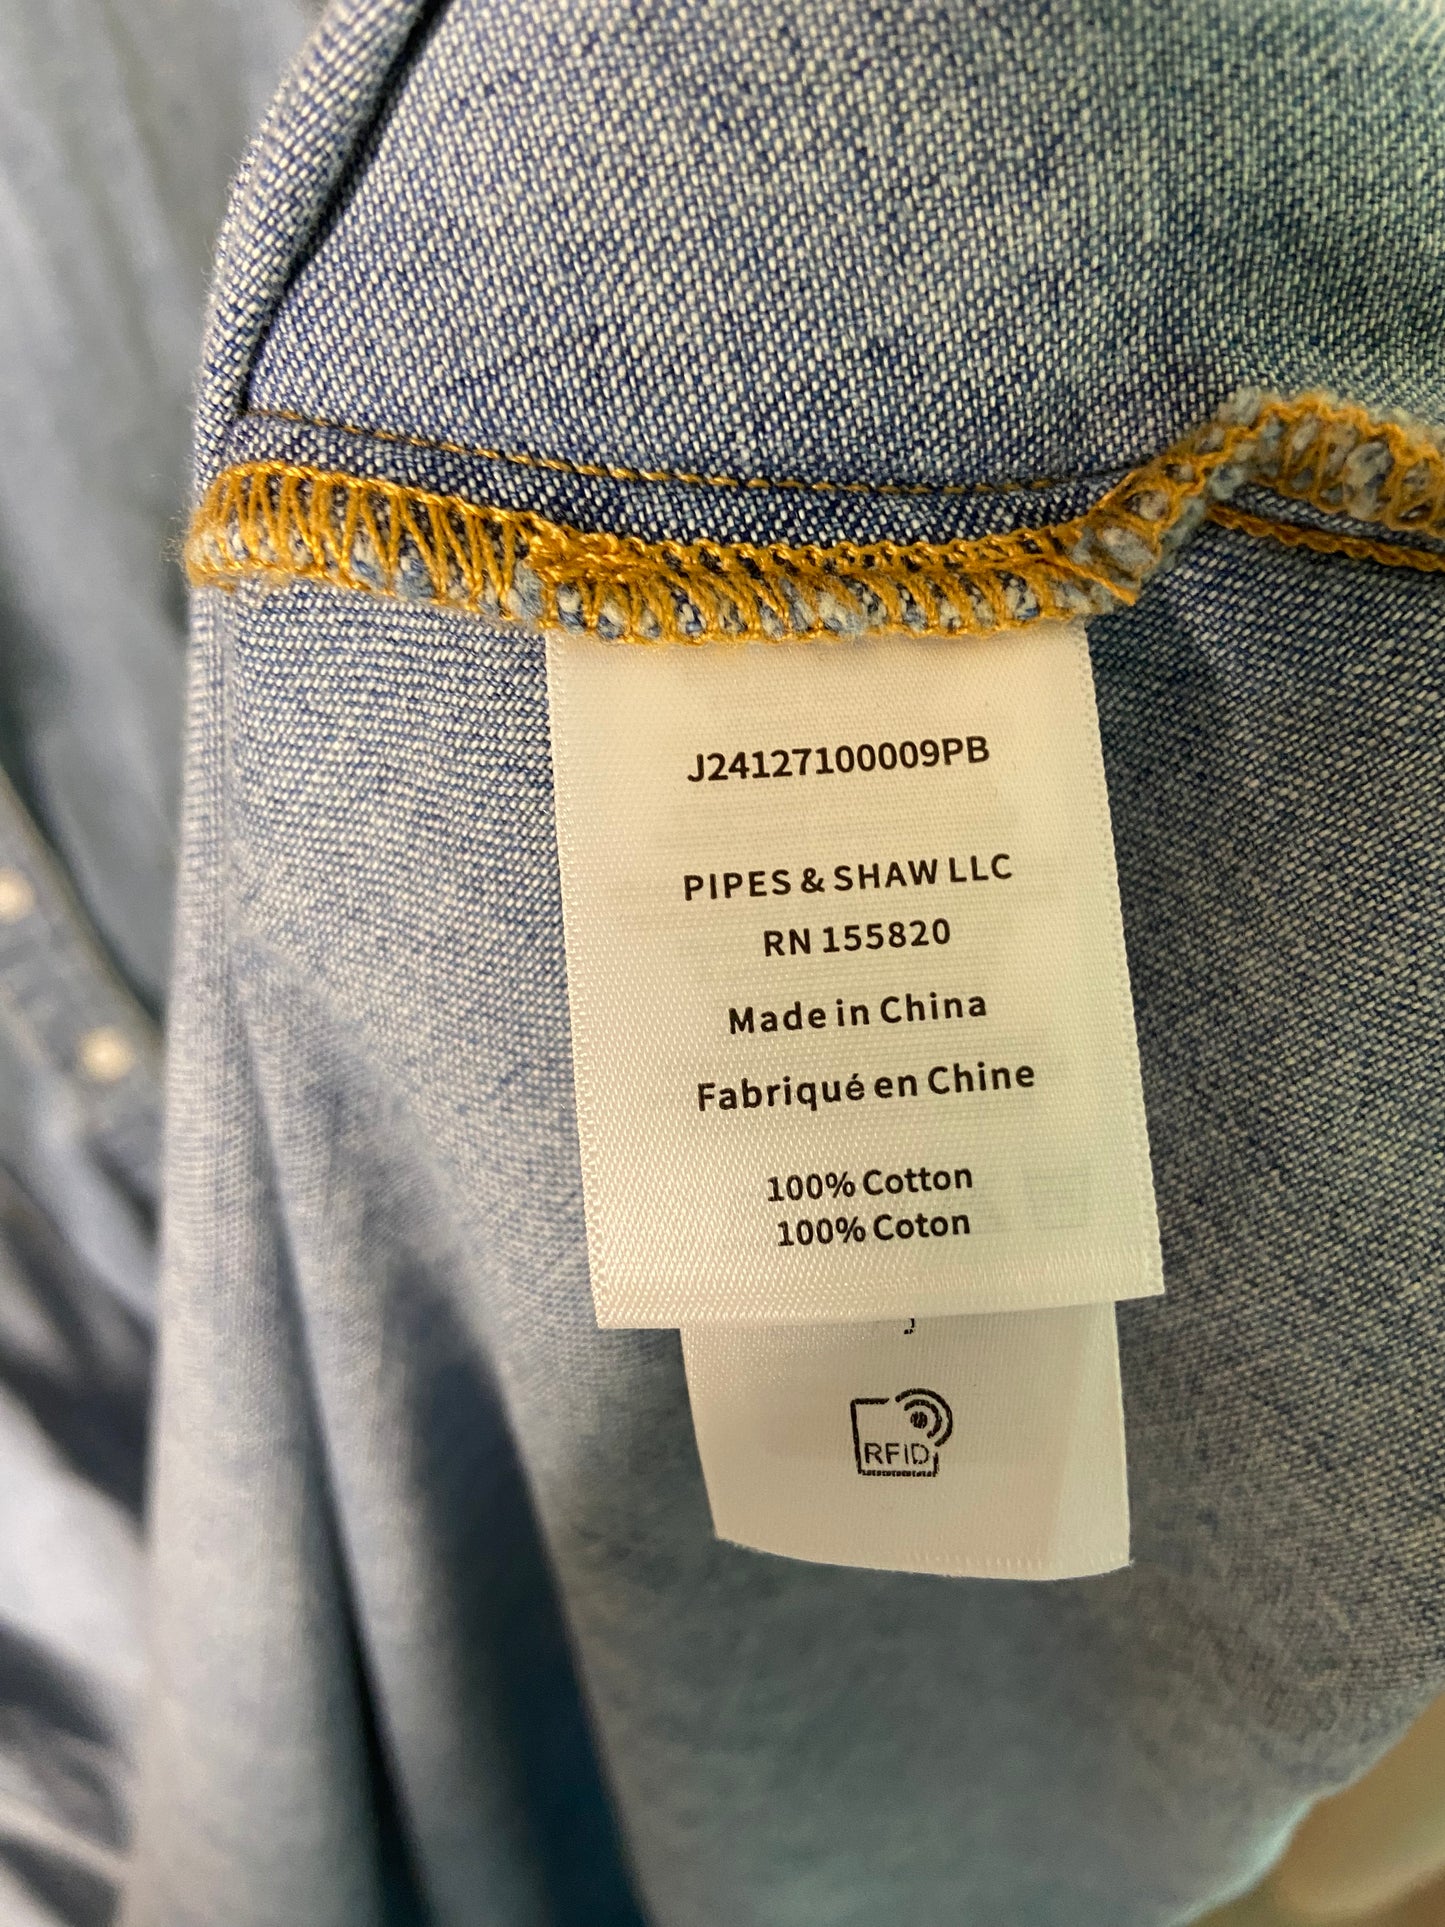 J24127100009PB
PIPES & SHAW LLC
RN 155820
Made in China
Fabriqué en Chine
100% Cotton
100% Coton
RFID